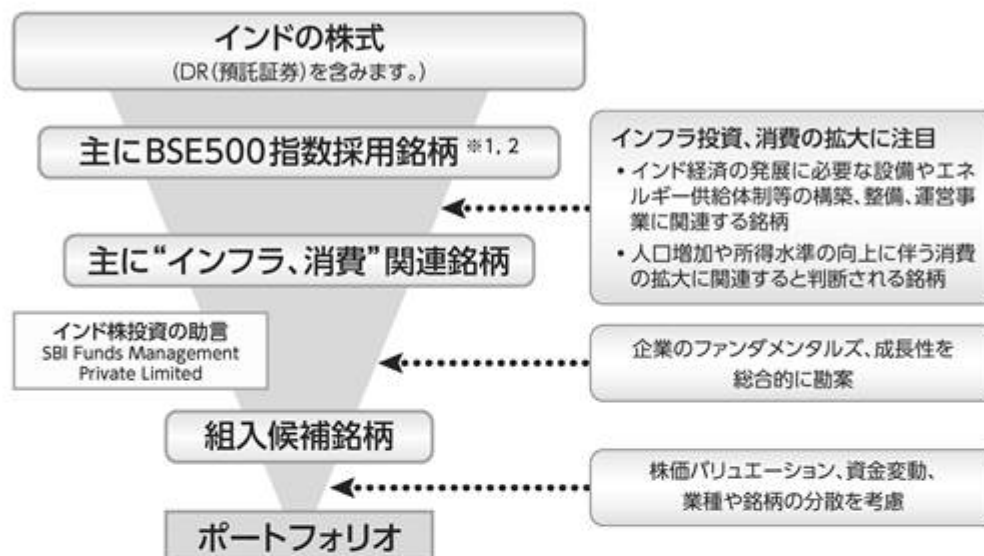 インドの株式
(DR(預託証券)を含みます。)
主にBSE500指数採用銘柄 ※1, 2
インフラ投資、消費の拡大に注目
・インド経済の発展に必要な設備やエネ
ルギー供給体制等の構築、整備、運営事
業に関連する銘柄
・人口増加や所得水準の向上に伴う消費
の拡大に関連すると判断される銘柄
主に“インフラ、消費”関連銘柄
インド株投資の助言
SBI Funds Management
Private Limited
企業のファンダメンタルズ、成長性を
総合的に勘案
組入候補銘柄
株価バリュエーション、資金変動、
業種や銘柄の分散を考慮
ポートフォリオ